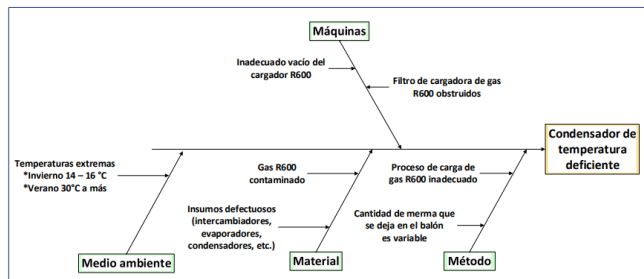 Máquinas
Inadecuado vacío del
cargador R600
Filtro de cargadora de gas
R600 obstruidos
Condensador de
temperatura
deficiente
Temperaturas extremas
*Invierno 14 – 16 °C
*Verano 30°C a más
Gas R600
contaminado
Proceso de carga de
gas R600 inadecuado
Insumos defectuosos
(intercambiadores,
evaporadores,
condensadores, etc.)
Cantidad de merma que
se deja en el balón
es variable
Medio ambiente
Material
Método